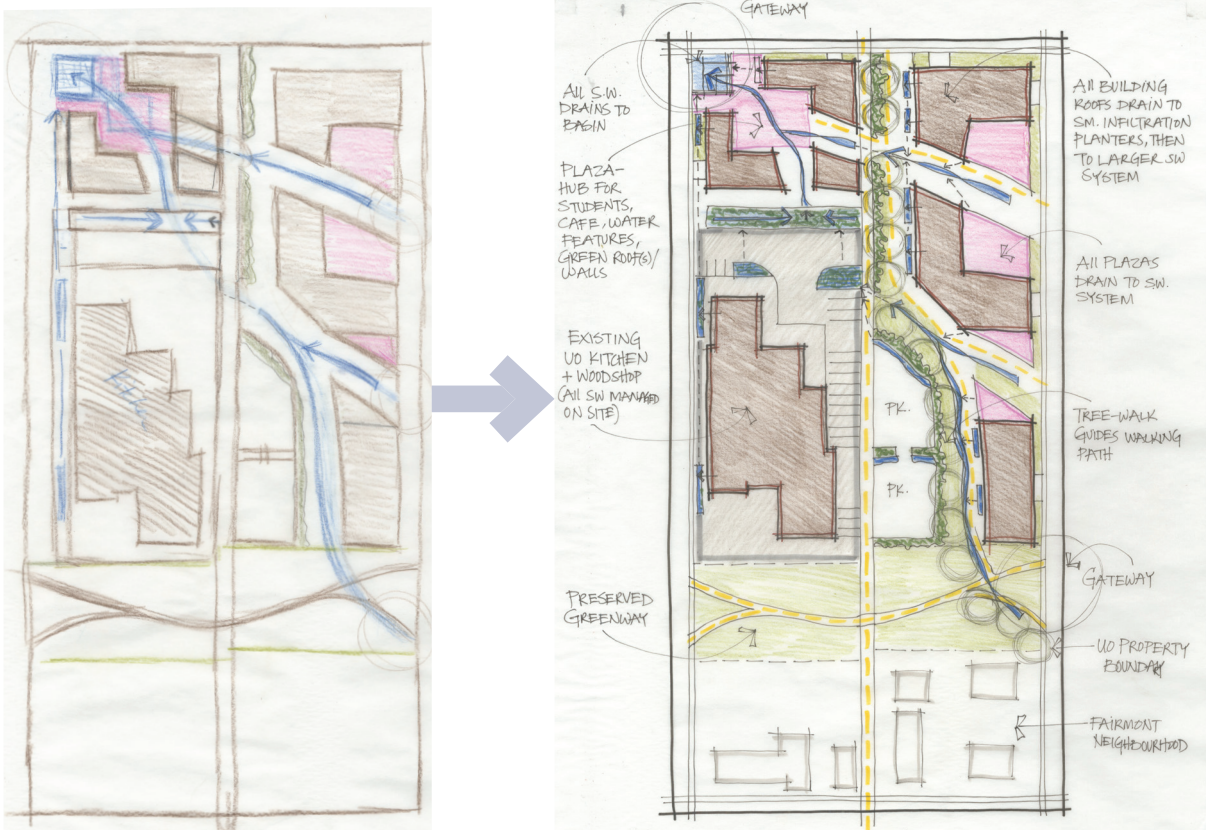 GATEWAY
All S.W.
DRAINS TO
BASIN
PLAZA-
HUB FOR
STUDENTS,
CAFE, WATER
FEATURES,
GREEN ROOF(S)/
WALLS
EXISTING
UO KITCHEN
+ WOODSHOP
(All SW MANAGED
ON SITE)
PRESERVED
GREENWAY
PK.
PK.
All BUILDING
ROOFS DRAIN TO
SM. INFILTRATION
PLANTERS, THEN
TO LARGER SW
SYSTEM
All PLAZAS
DRAIN TO SW.
SYSTEM
TREE-WALK
GUIDES WALKING
PATH
GATEWAY
UO PROPERTY
BOUNDAY
FAIRMONT
NEIGHBOURHOOD